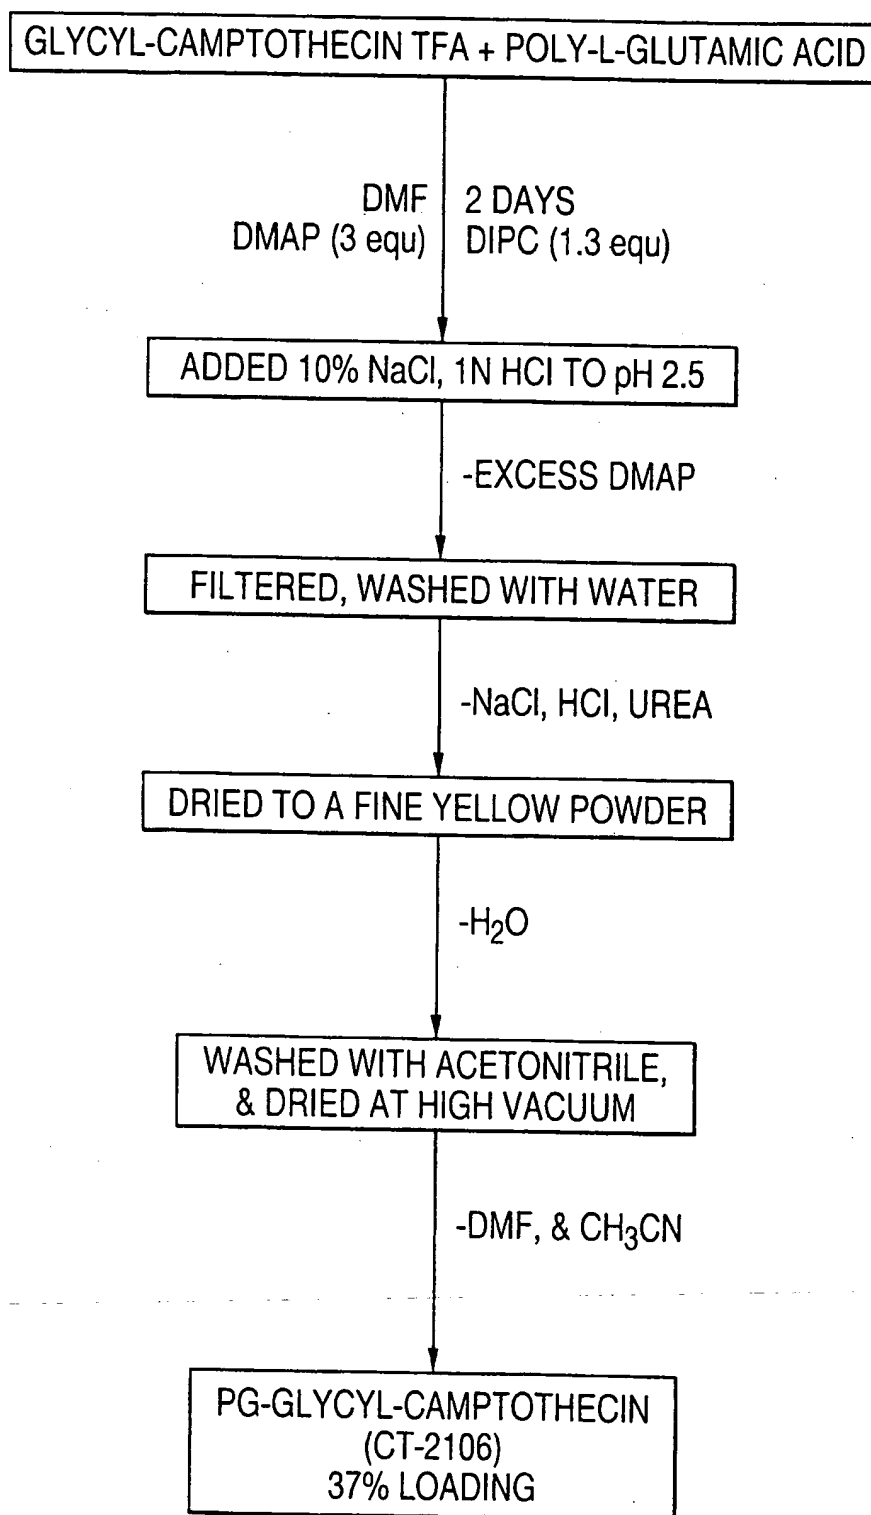 GLYCYL-CAMPTOTHECIN TFA + POLY-L-GLUTAMIC ACID
DMF 2 DAYS
DMAP (3 equ) DIPC (1.3 equ)
ADDED 10% NaCl, 1N HCl TO pH 2.5
-EXCESS DMAP
FILTERED, WASHED WITH WATER
-NaCl, HCl, UREA
DRIED TO A FINE YELLOW POWDER
-H₂O
WASHED WITH ACETONITRILE,
& DRIED AT HIGH VACUUM
-DMF, & CH₃CN
PG-GLYCYL-CAMPTOTHECIN
(CT-2106)
37% LOADING